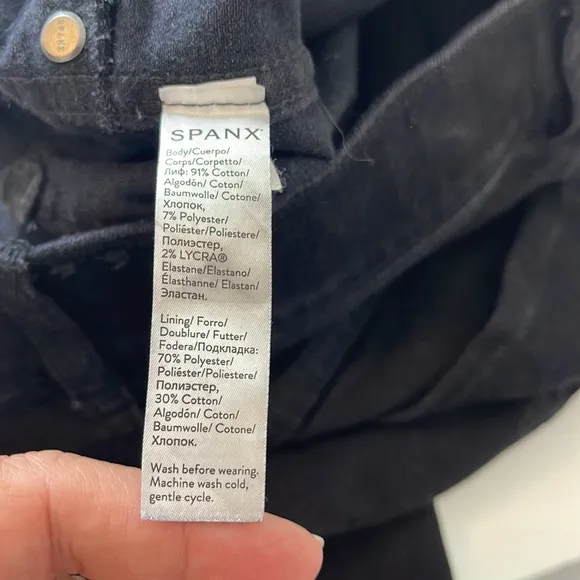 SPANX
Body/Cuerpo/
Corps/Corpetto/
Лиф: 91% Cotton/
Algodón/ Coton/
Baumwolle/ Cotone/
Хлопок,
7% Polyester/
Poliéster/Poliestere/
Полиэстер,
2% LYCRA®
Elastane/Elastano/
Élasthanne/ Elastan/
Эластан.
Lining/ Forro/
Doublure/ Futter/
Fodera/Подкладка:
70% Polyester/
Poliéster/Poliestere/
Полиэстер,
30% Cotton/
Algodón/ Coton/
Baumwolle/ Cotone/
Хлопок.
Wash before wearing.
Machine wash cold,
gentle cycle.